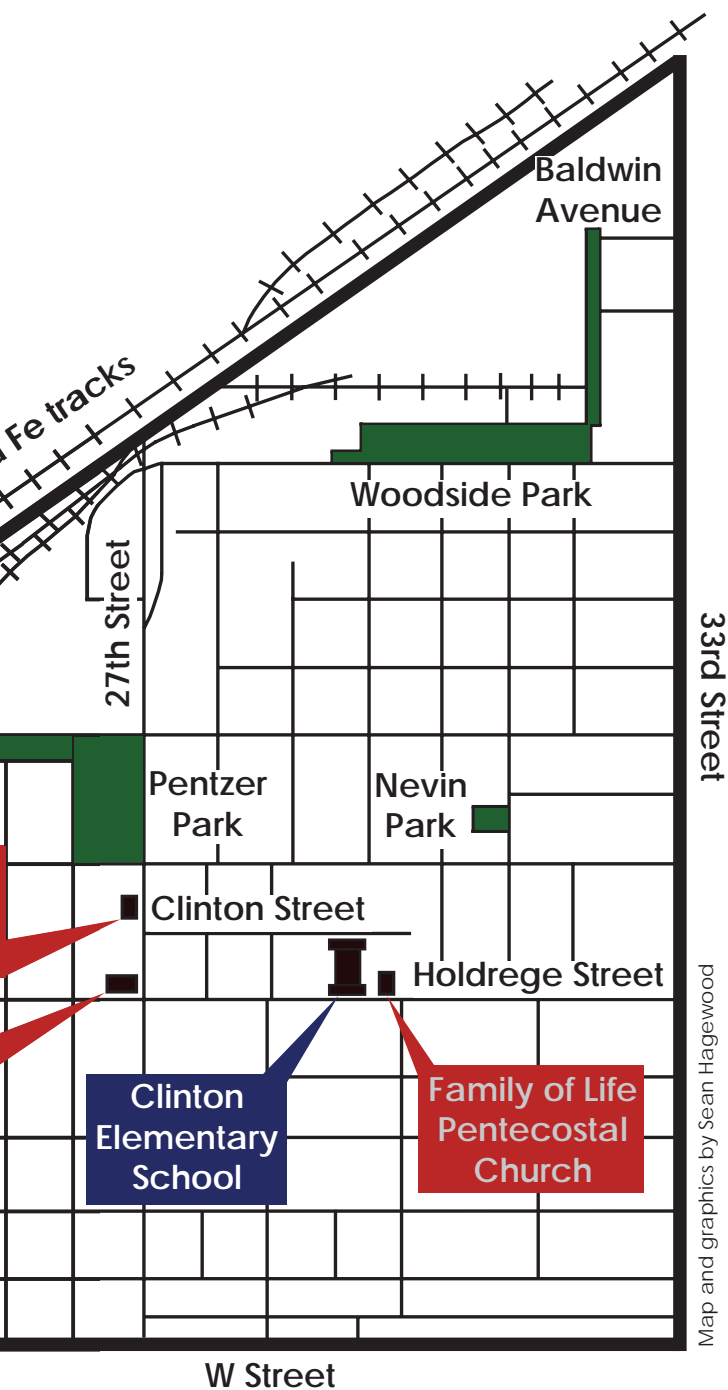 Baldwin
Avenue
Fe tracks
Woodside Park
27th Street
33rd Street
Pentzer
Park
Nevin
Park
Clinton Street
Holdrege Street
Clinton
Elementary
School
Family of Life
Pentecostal
Church
Map and graphics by Sean Hagewood
W Street